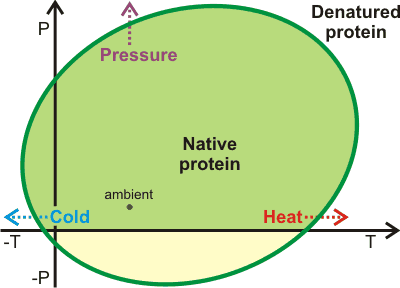 P
Pressure
Denatured
protein
Native
protein
ambient
Cold
Heat
-T
T
-P